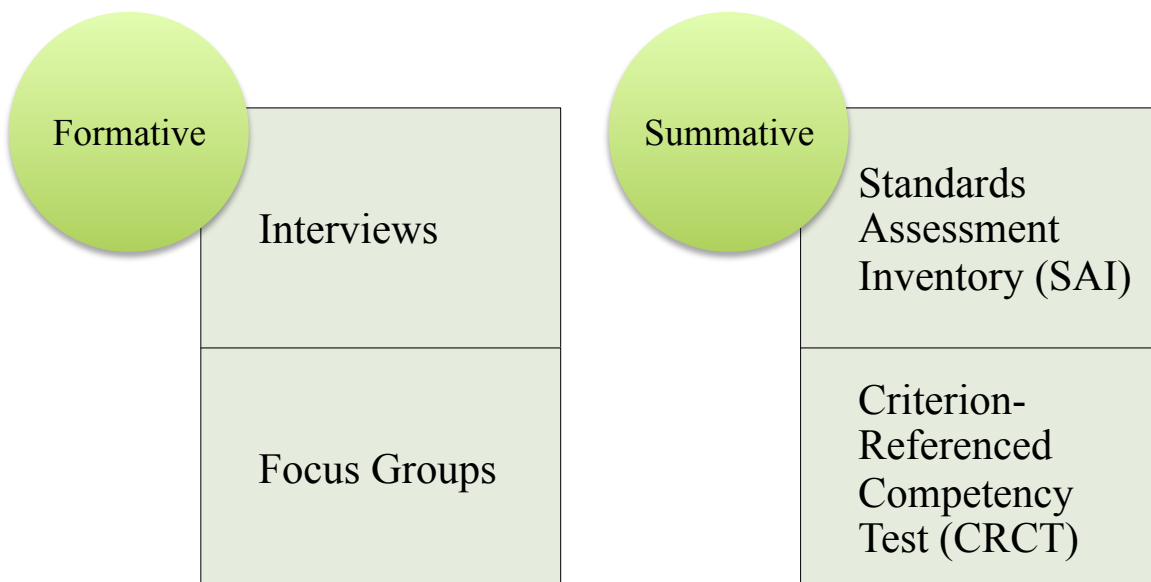 Formative
Interviews
Focus Groups
Summative
Standards
Assessment
Inventory (SAI)
Criterion-
Referenced
Competency
Test (CRCT)